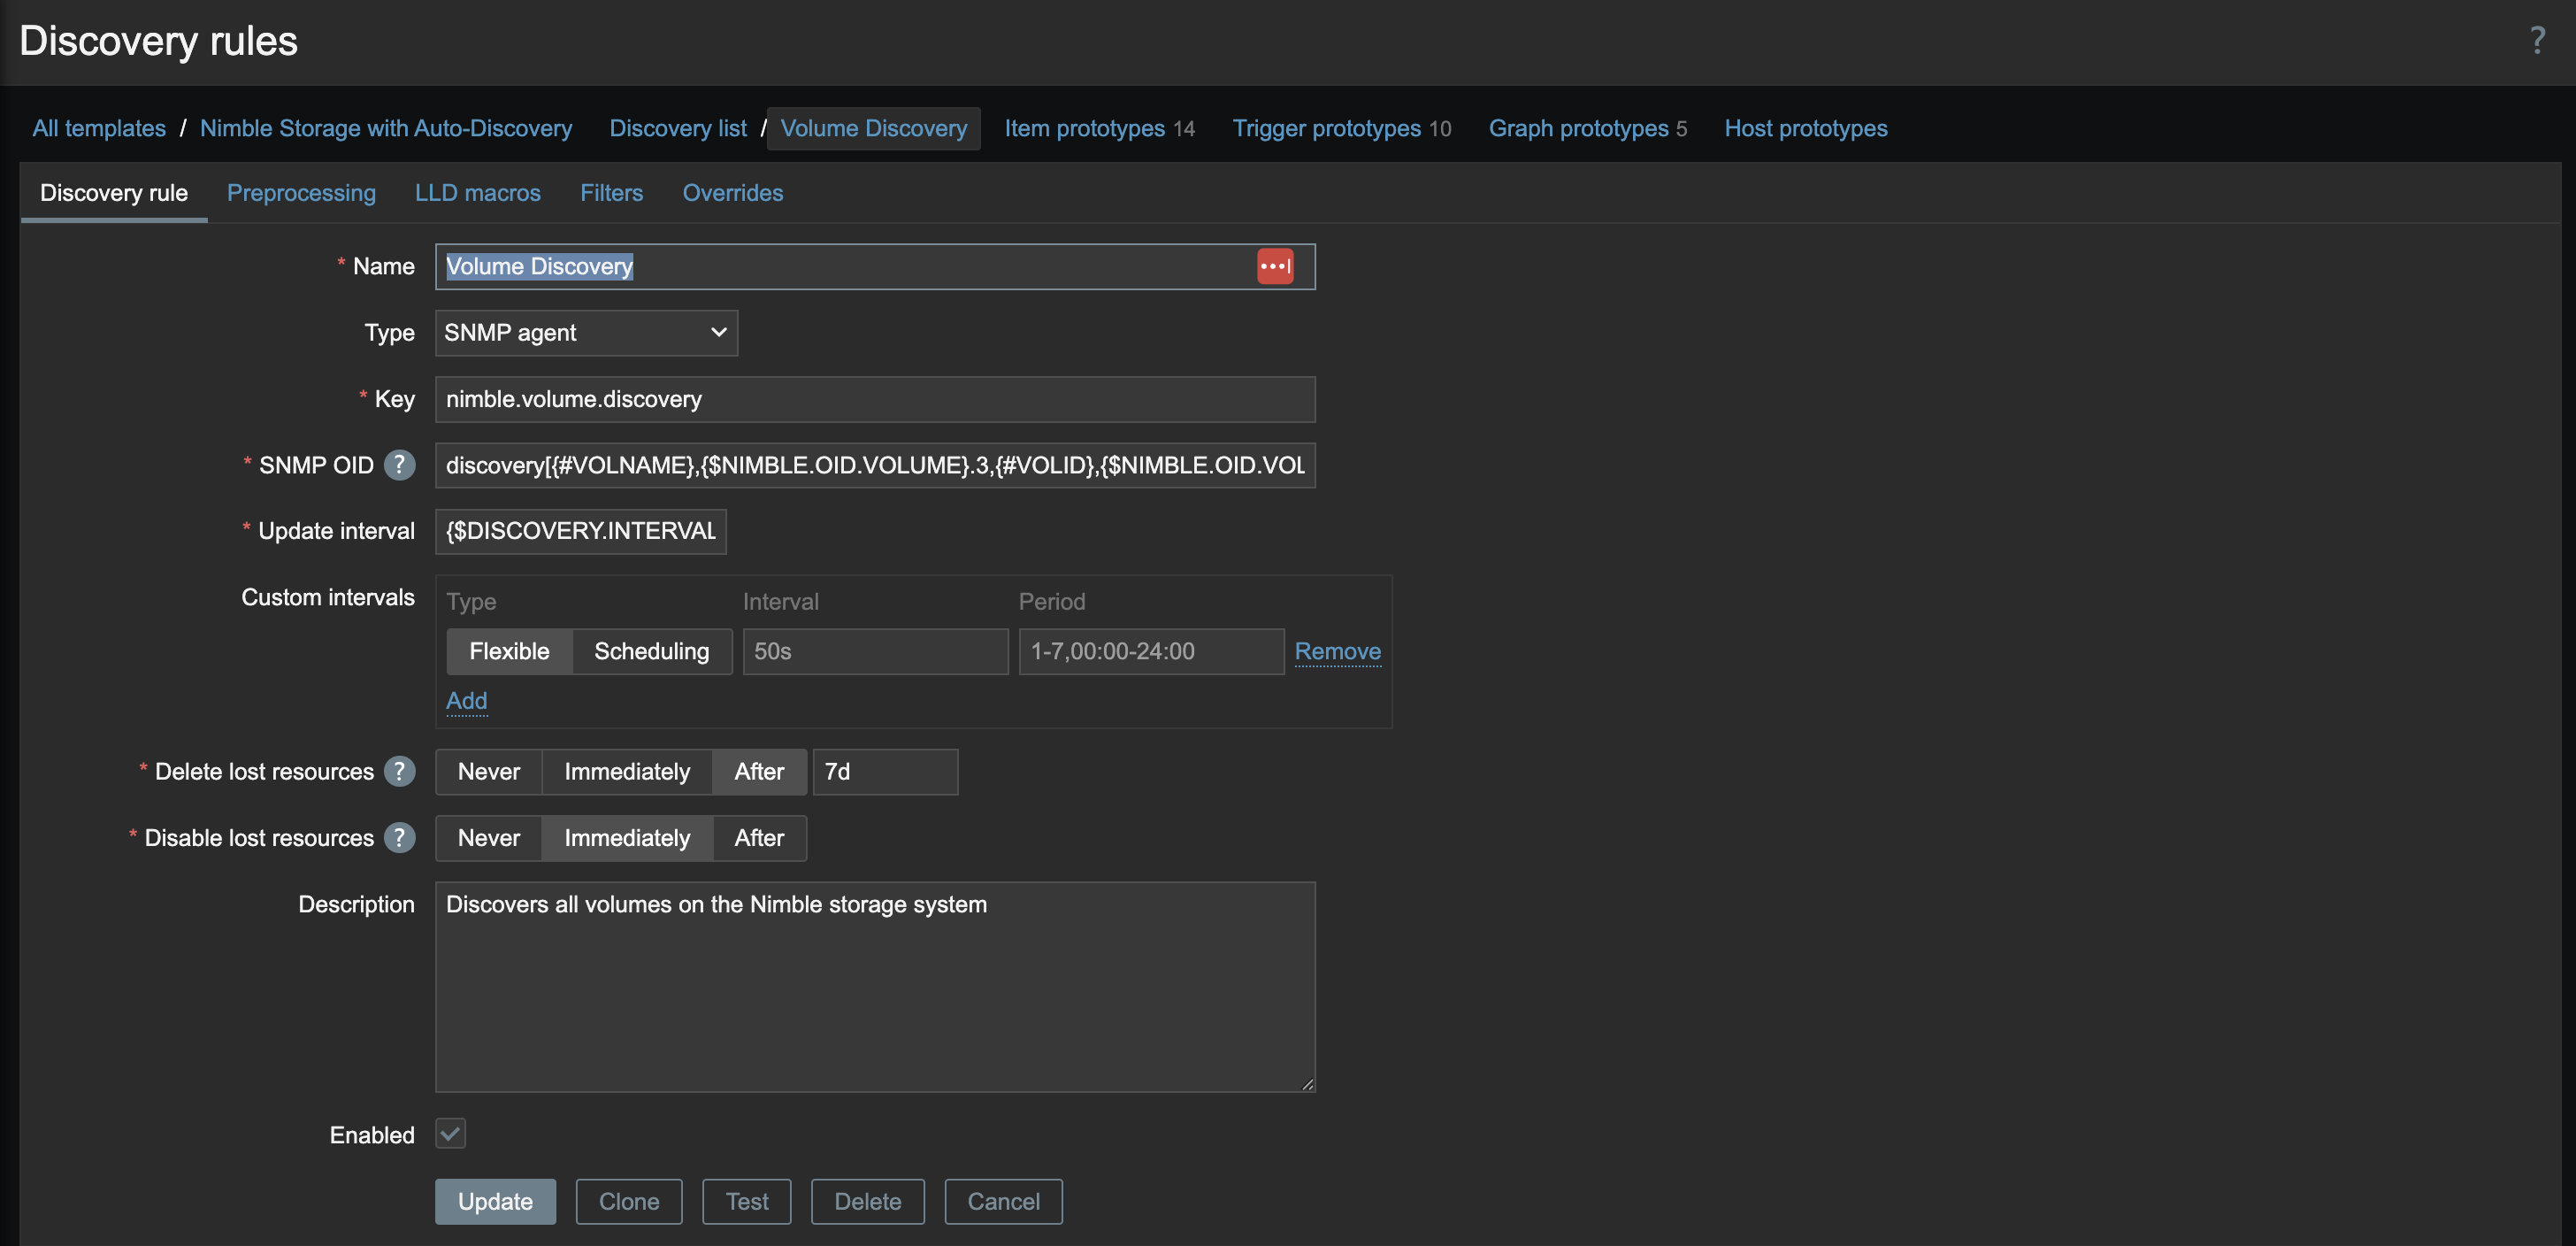 Discovery rules
?
All templates / Nimble Storage with Auto-Discovery Discovery list / Volume Discovery Item prototypes 14 Trigger prototypes 10 Graph prototypes 5 Host prototypes
Discovery rule Preprocessing LLD macros Filters Overrides
* Name Volume Discovery
Type SNMP agent
* Key nimble.volume.discovery
* SNMP OID ? discovery[{#VOLNAME},{$NIMBLE.OID.VOLUME}.3,{#VOLID},{$NIMBLE.OID.VOL
* Update interval {$DISCOVERY.INTERVAL
Custom intervals Type Interval Period
Flexible Scheduling 50s 1-7,00:00-24:00 Remove
Add
* Delete lost resources ? Never Immediately After 7d
* Disable lost resources ? Never Immediately After
Description Discovers all volumes on the Nimble storage system
Enabled
Update Clone Test Delete Cancel